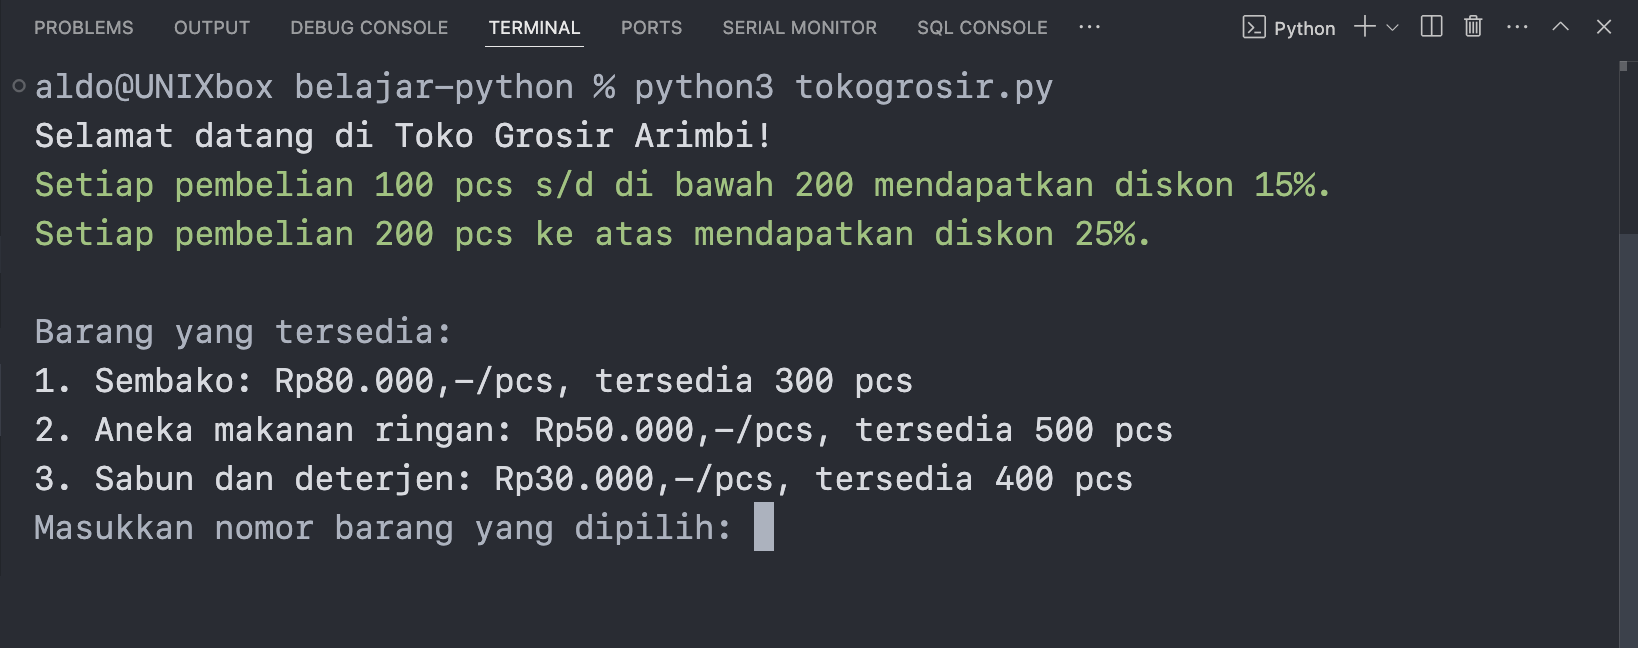 PROBLEMS OUTPUT DEBUG CONSOLE TERMINAL PORTS SERIAL MONITOR SQL CONSOLE ··· Python
aldo@UNIXbox belajar-python % python3 tokogrosir.py
Selamat datang di Toko Grosir Arimbi!
Setiap pembelian 100 pcs s/d di bawah 200 mendapatkan diskon 15%.
Setiap pembelian 200 pcs ke atas mendapatkan diskon 25%.
Barang yang tersedia:
1. Sembako: Rp80.000,-/pcs, tersedia 300 pcs
2. Aneka makanan ringan: Rp50.000,-/pcs, tersedia 500 pcs
3. Sabun dan deterjen: Rp30.000,-/pcs, tersedia 400 pcs
Masukkan nomor barang yang dipilih: